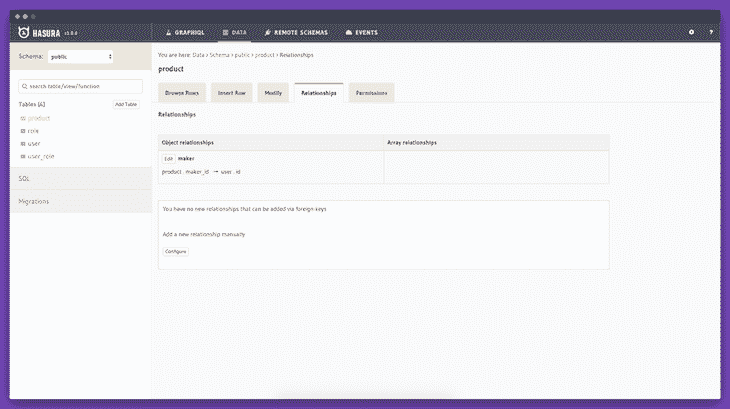 HASURA v1.0.0 GRAPHIQL DATA REMOTE SCHEMAS EVENTS ?
Schema: public
You are here: Data > Schema > public > product > Relationships
product
search table/view/function
Browse Rows Insert Row Modify Relationships Permissions
Tables (4) Add Table
product
role
user
user_role
SQL
Migrations
Relationships
Object relationships Array relationships
Edit maker
product . maker_id → user . id
You have no new relationships that can be added via foreign-keys
Add a new relationship manually
Configure